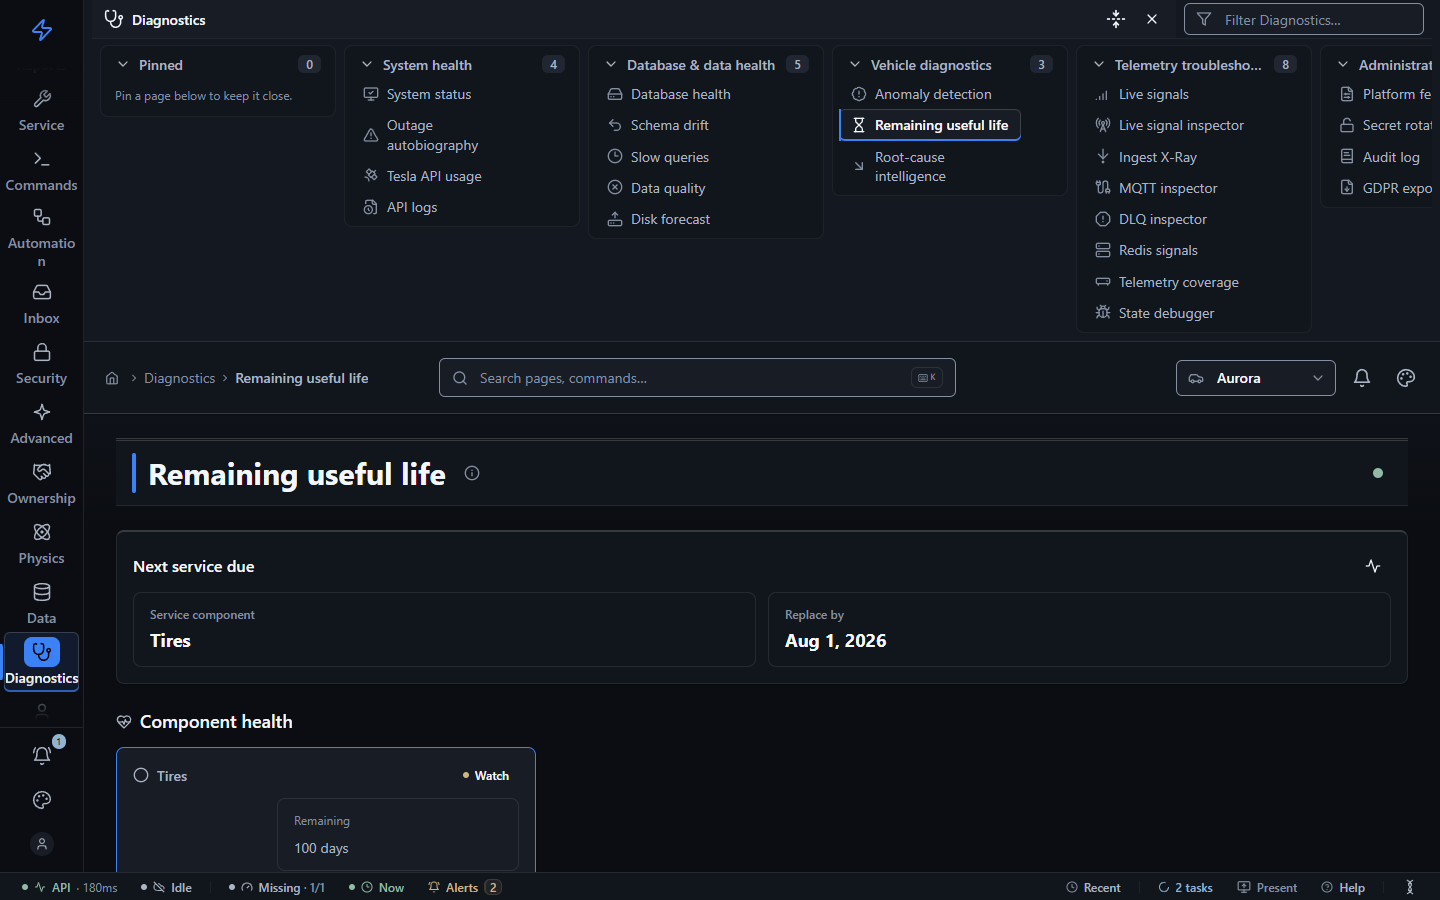 Diagnostics
Filter Diagnostics...
Service
Commands
Automatio
n
Inbox
Security
Advanced
Ownership
Physics
Data
Diagnostics
1
Pinned 0
Pin a page below to keep it close.
System health 4
System status
Outage
autobiography
Tesla API usage
API logs
Database & data health 5
Database health
Schema drift
Slow queries
Data quality
Disk forecast
Vehicle diagnostics 3
Anomaly detection
Remaining useful life
Root-cause
intelligence
Telemetry troublesho... 8
Live signals
Live signal inspector
Ingest X-Ray
MQTT inspector
DLQ inspector
Redis signals
Telemetry coverage
State debugger
Administrat
Platform fe
Secret rotat
Audit log
GDPR expo
Diagnostics > Remaining useful life
Search pages, commands... K
Aurora
Remaining useful life
Next service due
Service component
Tires
Replace by
Aug 1, 2026
Component health
Tires
Watch
Remaining
100 days
API · 180ms
Idle
Missing · 1/1
Now
Alerts 2
Recent
2 tasks
Present
Help